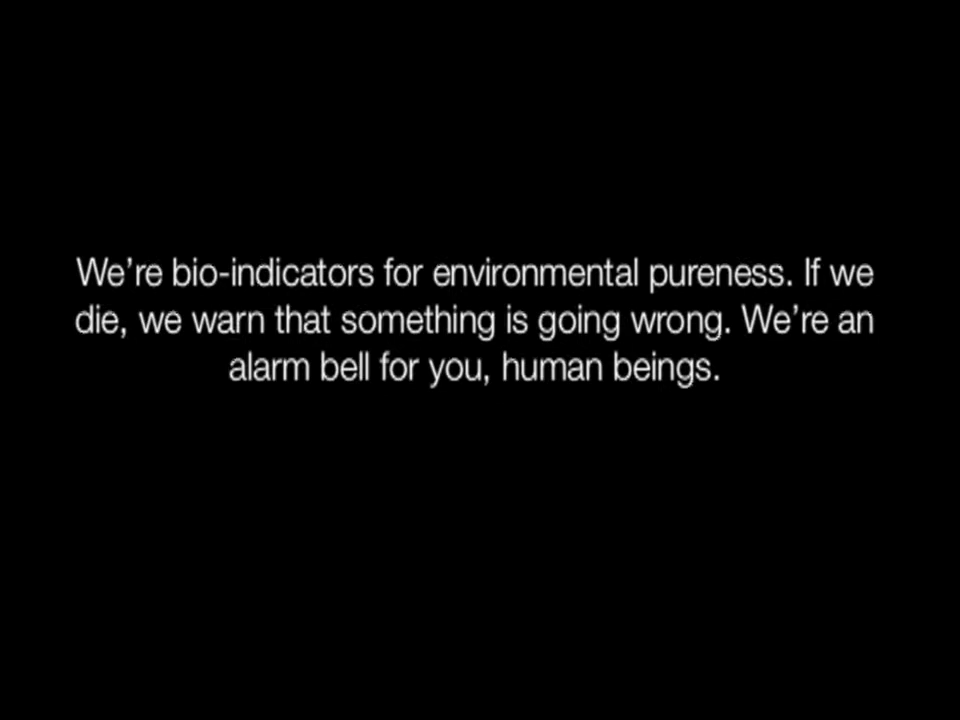 We're bio-indicators for environmental pureness. If we
die, we warn that something is going wrong. We're an
alarm bell for you, human beings.